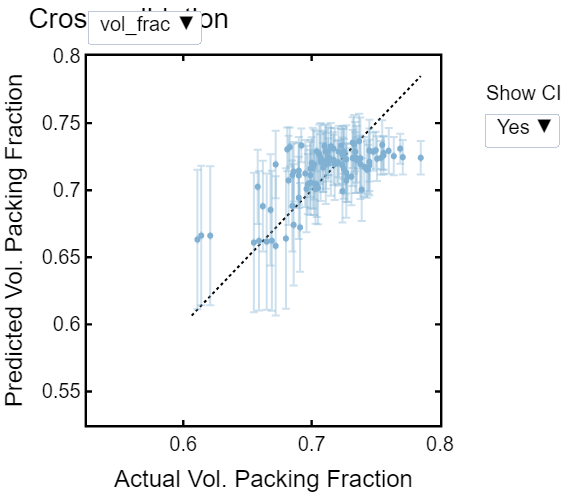 Cros
vol_frac ▼
on
0.8
0.75
0.7
0.65
0.6
0.55
Predicted Vol. Packing Fraction
0.6
0.7
0.8
Actual Vol. Packing Fraction
Show CI
Yes ▼